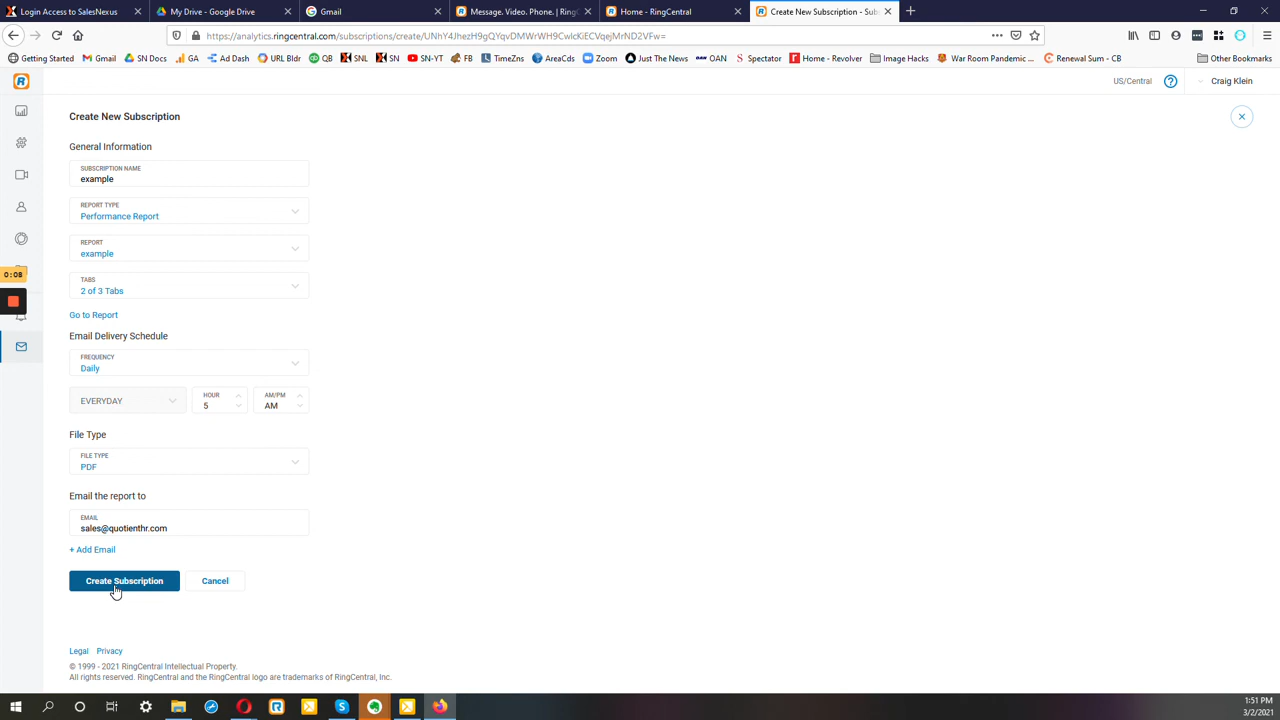 Login Access to SalesNexus
My Drive - Google Drive
Gmail
Message. Video. Phone. | Ring
Home - RingCentral
Create New Subscription - Sub
https://analytics.ringcentral.com/subscriptions/create/UNhY4JhezH9gQYqvDMWrWH9CwlcKiECVqejMrND2VFw=
Getting Started
Gmail
SN Docs
GA
Ad Dash
URL Bldr
QB
SNL
SN
SN-YT
FB
TimeZns
AreaCds
Zoom
Just The News
OAN
Spectator
Home - Revolver
Image Hacks
War Room Pandemic ...
Renewal Sum - CB
Other Bookmarks
US/Central
Craig Klein
Create New Subscription
General Information
SUBSCRIPTION NAME
example
REPORT TYPE
Performance Report
REPORT
example
0:08
TABS
2 of 3 Tabs
Go to Report
Email Delivery Schedule
FREQUENCY
Daily
EVERYDAY
HOUR
5
AM/PM
AM
File Type
FILE TYPE
PDF
Email the report to
EMAIL
sales@quotienthr.com
+ Add Email
Create Subscription
Cancel
Legal
Privacy
© 1999 - 2021 RingCentral Intellectual Property.
All rights reserved. RingCentral and the RingCentral logo are trademarks of RingCentral, Inc.
1:51 PM
3/2/2021